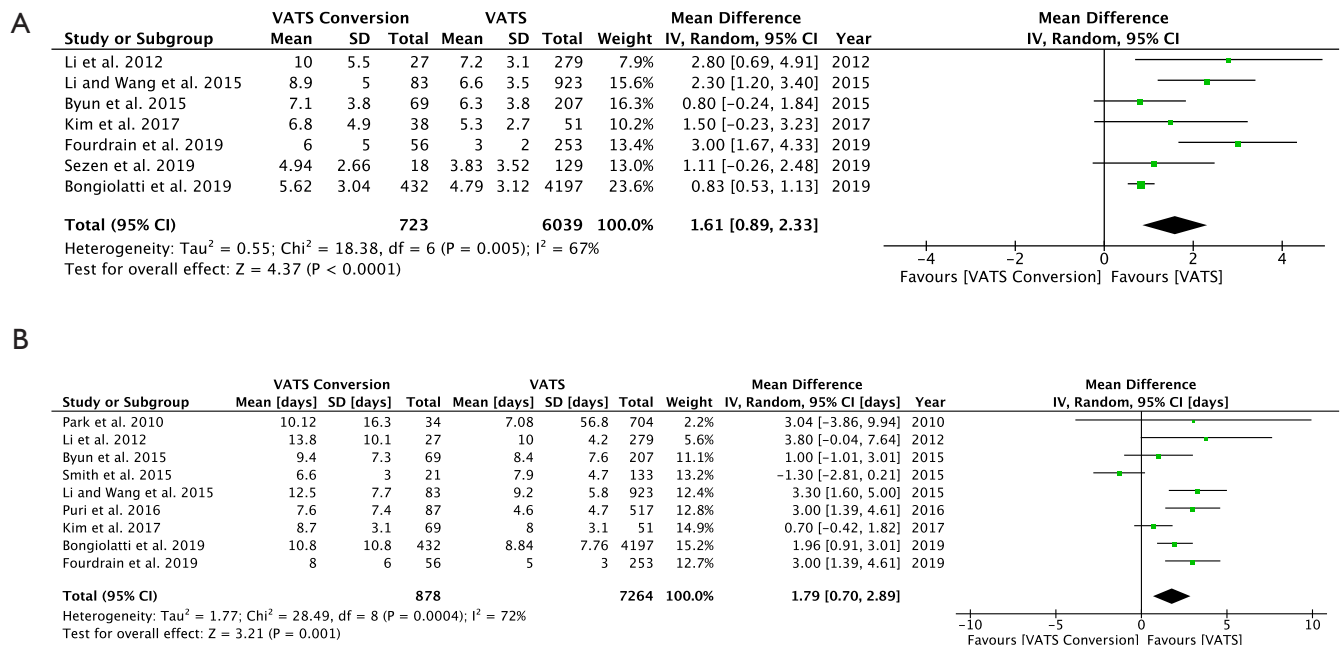 A
VATS Conversion VATS Mean Difference Mean Difference
Study or Subgroup Mean SD Total Mean SD Total Weight IV, Random, 95% CI Year IV, Random, 95% CI
Li et al. 2012 10 5.5 27 7.2 3.1 279 7.9% 2.80 [0.69, 4.91] 2012
Li and Wang et al. 2015 8.9 5 83 6.6 3.5 923 15.6% 2.30 [1.20, 3.40] 2015
Byun et al. 2015 7.1 3.8 69 6.3 3.8 207 16.3% 0.80 [−0.24, 1.84] 2015
Kim et al. 2017 6.8 4.9 38 5.3 2.7 51 10.2% 1.50 [−0.23, 3.23] 2017
Fourdrain et al. 2019 6 5 56 3 2 253 13.4% 3.00 [1.67, 4.33] 2019
Sezen et al. 2019 4.94 2.66 18 3.83 3.52 129 13.0% 1.11 [−0.26, 2.48] 2019
Bongiolatti et al. 2019 5.62 3.04 432 4.79 3.12 4197 23.6% 0.83 [0.53, 1.13] 2019
Total (95% CI) 723 6039 100.0% 1.61 [0.89, 2.33]
Heterogeneity: Tau² = 0.55; Chi² = 18.38, df = 6 (P = 0.005); I² = 67%
Test for overall effect: Z = 4.37 (P < 0.0001)
−4 −2 0 2 4
Favours [VATS Conversion] Favours [VATS]
B
VATS Conversion VATS Mean Difference Mean Difference
Study or Subgroup Mean [days] SD [days] Total Mean [days] SD [days] Total Weight IV, Random, 95% CI [days] Year IV, Random, 95% CI [days]
Park et al. 2010 10.12 16.3 34 7.08 56.8 704 2.2% 3.04 [−3.86, 9.94] 2010
Li et al. 2012 13.8 10.1 27 10 4.2 279 5.6% 3.80 [−0.04, 7.64] 2012
Byun et al. 2015 9.4 7.3 69 8.4 7.6 207 11.1% 1.00 [−1.01, 3.01] 2015
Smith et al. 2015 6.6 3 21 7.9 4.7 133 13.2% −1.30 [−2.81, 0.21] 2015
Li and Wang et al. 2015 12.5 7.7 83 9.2 5.8 923 12.4% 3.30 [1.60, 5.00] 2015
Puri et al. 2016 7.6 7.4 87 4.6 4.7 517 12.8% 3.00 [1.39, 4.61] 2016
Kim et al. 2017 8.7 3.1 69 8 3.1 51 14.9% 0.70 [−0.42, 1.82] 2017
Bongiolatti et al. 2019 10.8 10.8 432 8.84 7.76 4197 15.2% 1.96 [0.91, 3.01] 2019
Fourdrain et al. 2019 8 6 56 5 3 253 12.7% 3.00 [1.39, 4.61] 2019
Total (95% CI) 878 7264 100.0% 1.79 [0.70, 2.89]
Heterogeneity: Tau² = 1.77; Chi² = 28.49, df = 8 (P = 0.0004); I² = 72%
Test for overall effect: Z = 3.21 (P = 0.001)
−10 −5 0 5 10
Favours [VATS Conversion] Favours [VATS]